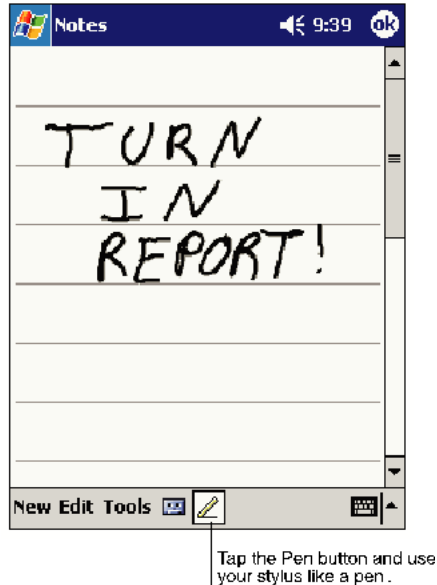 Notes 9:39 ok
TURN
IN
REPORT!
New Edit Tools
Tap the Pen button and use
your stylus like a pen.